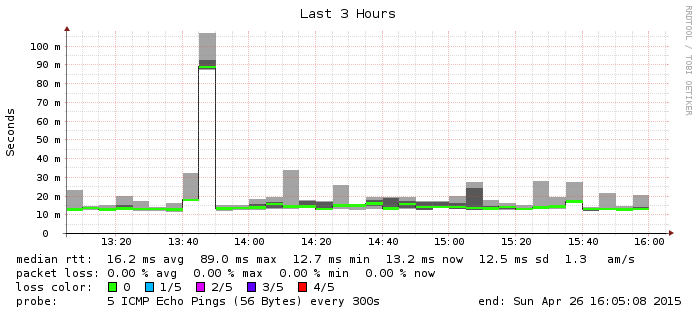 Last 3 Hours
RRDTOOL / TOBI OETIKER
Seconds
100 m
90 m
80 m
70 m
60 m
50 m
40 m
30 m
20 m
10 m
0
13:20 13:40 14:00 14:20 14:40 15:00 15:20 15:40 16:00
median rtt: 16.2 ms avg 89.0 ms max 12.7 ms min 13.2 ms now 12.5 ms sd 1.3 am/s
packet loss: 0.00 % avg 0.00 % max 0.00 % min 0.00 % now
loss color: 0 1/5 2/5 3/5 4/5
probe: 5 ICMP Echo Pings (56 Bytes) every 300s end: Sun Apr 26 16:05:08 2015